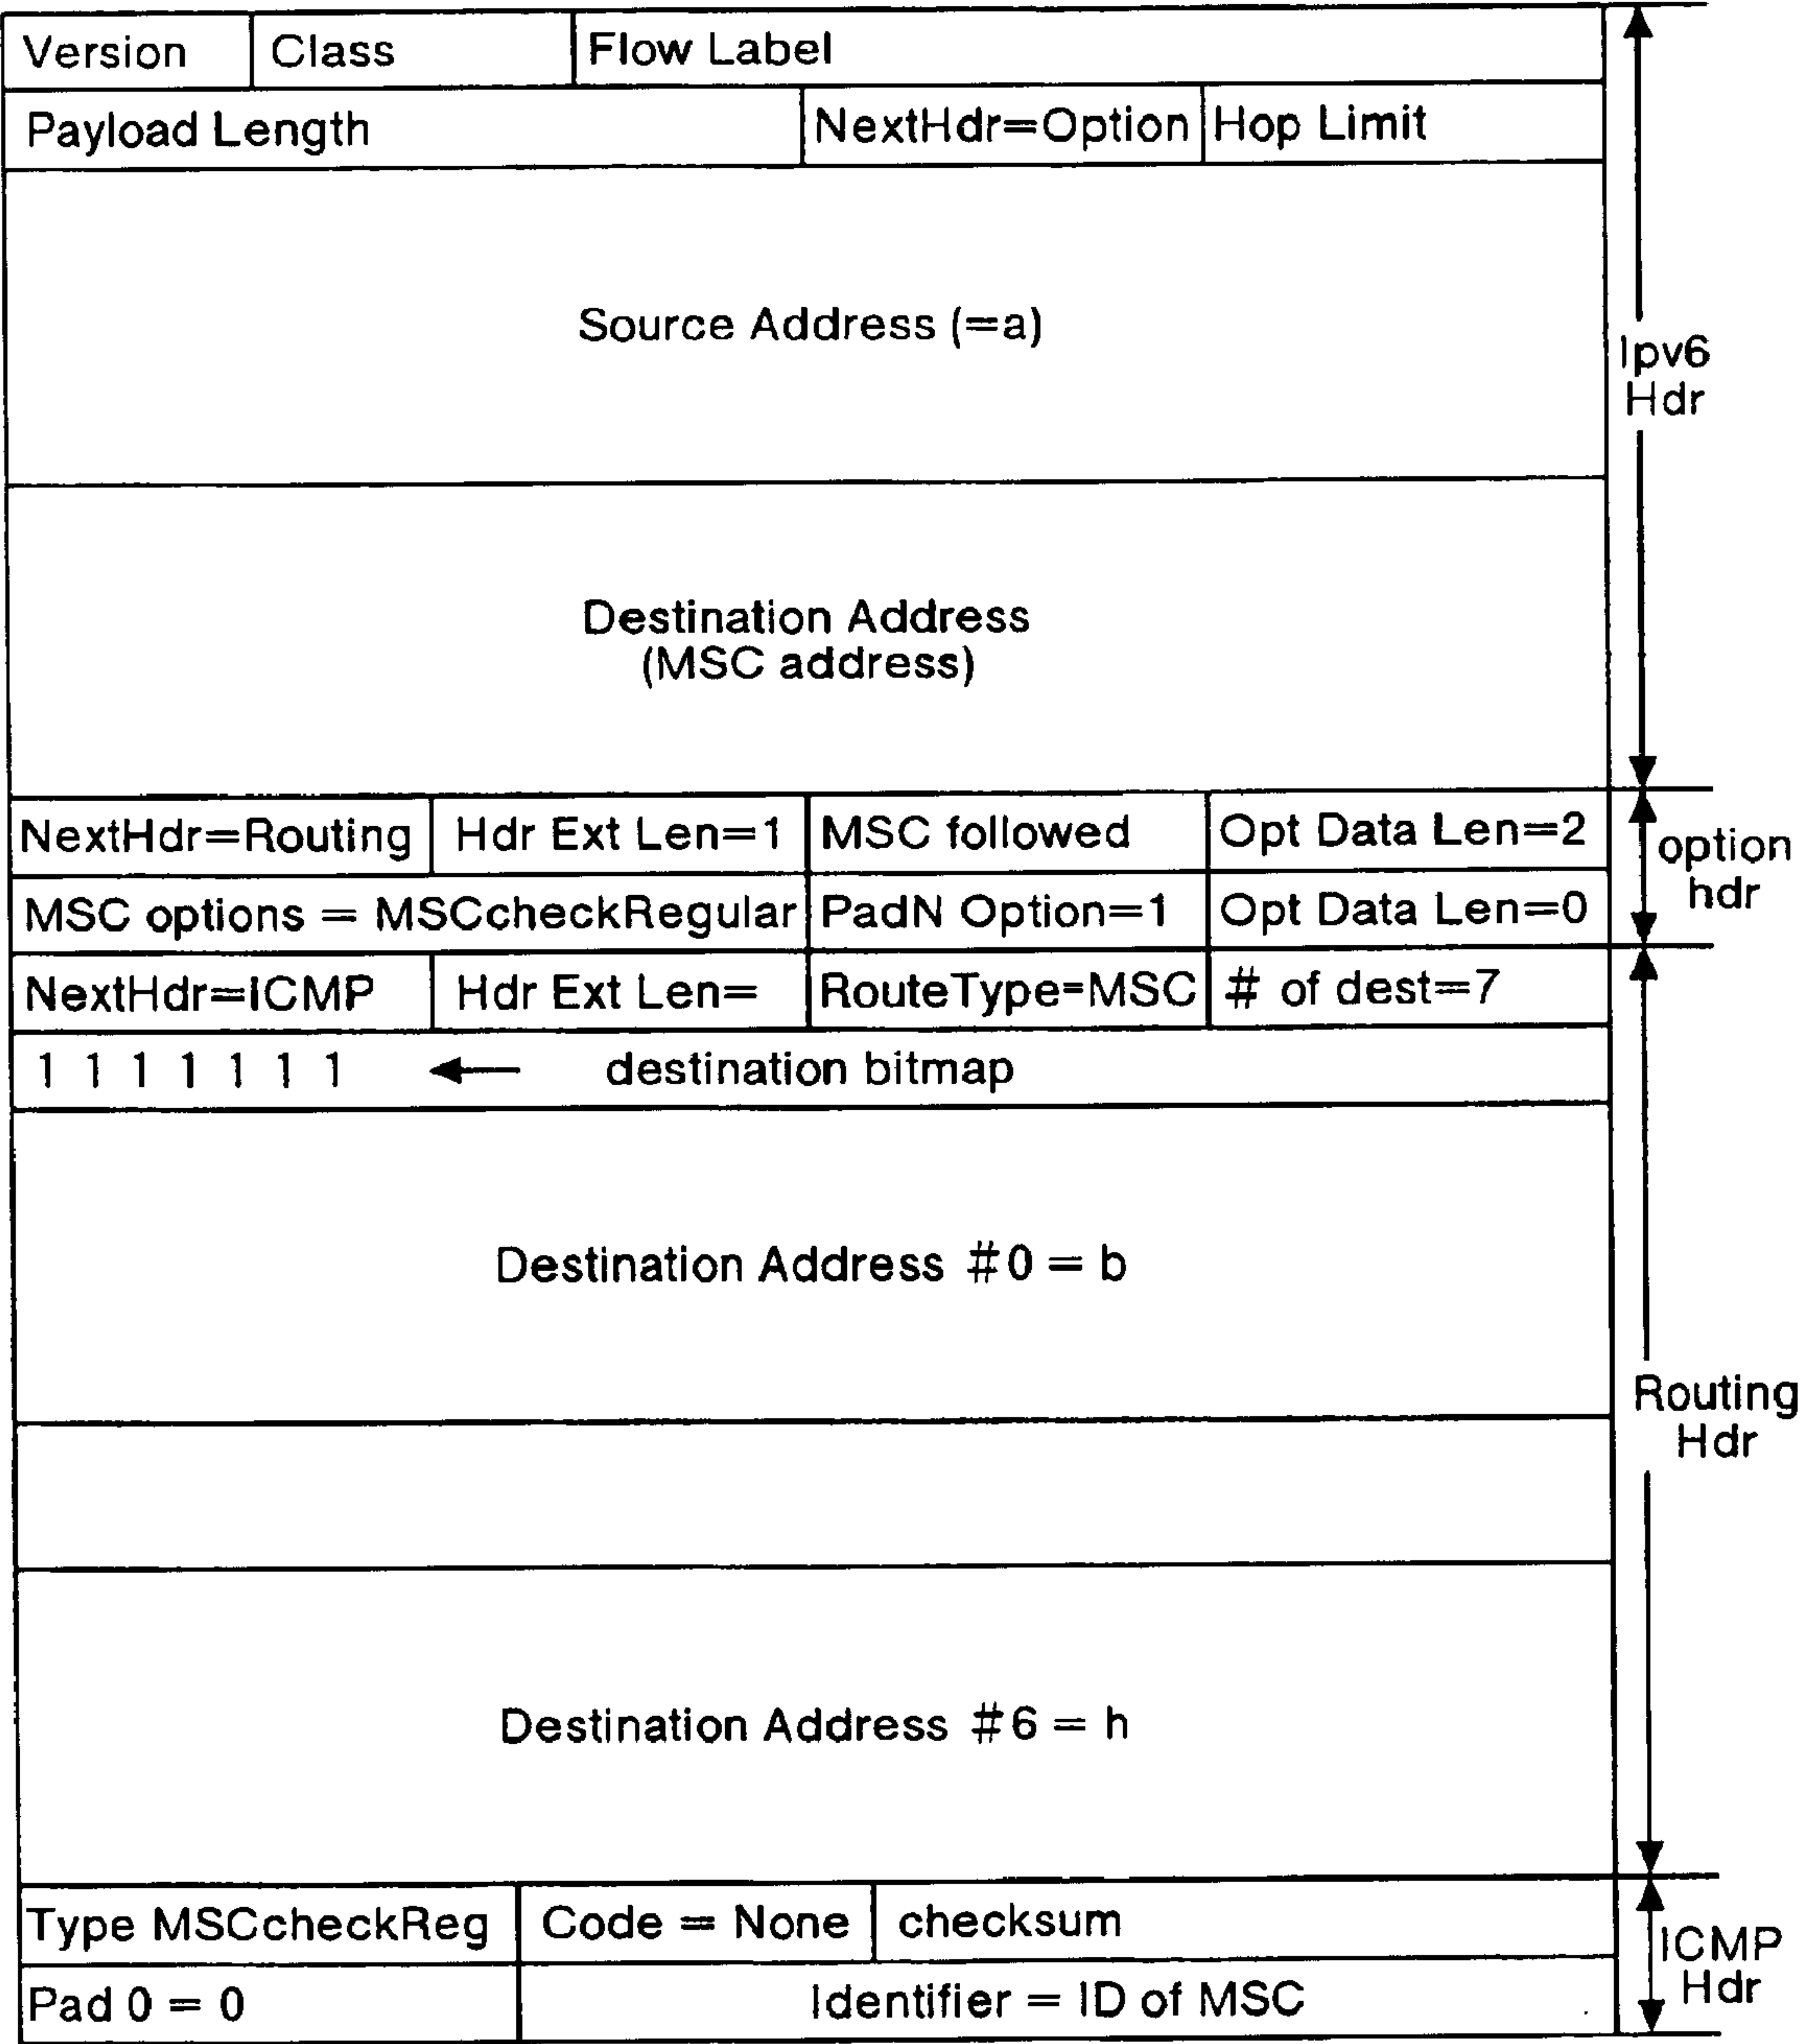 Version Class Flow Label
Payload Length NextHdr=Option Hop Limit
Source Address (=a)
Ipv6
Hdr
Destination Address
(MSC address)
NextHdr=Routing Hdr Ext Len=1 MSC followed Opt Data Len=2
MSC options = MSCcheckRegular PadN Option=1 Opt Data Len=0
option
hdr
NextHdr=ICMP Hdr Ext Len= RouteType=MSC # of dest=7
1 1 1 1 1 1 1 ← destination bitmap
Destination Address #0 = b
Routing
Hdr
Destination Address #6 = h
Type MSCcheckReg Code = None checksum
Pad 0 = 0 Identifier = ID of MSC
ICMP
Hdr